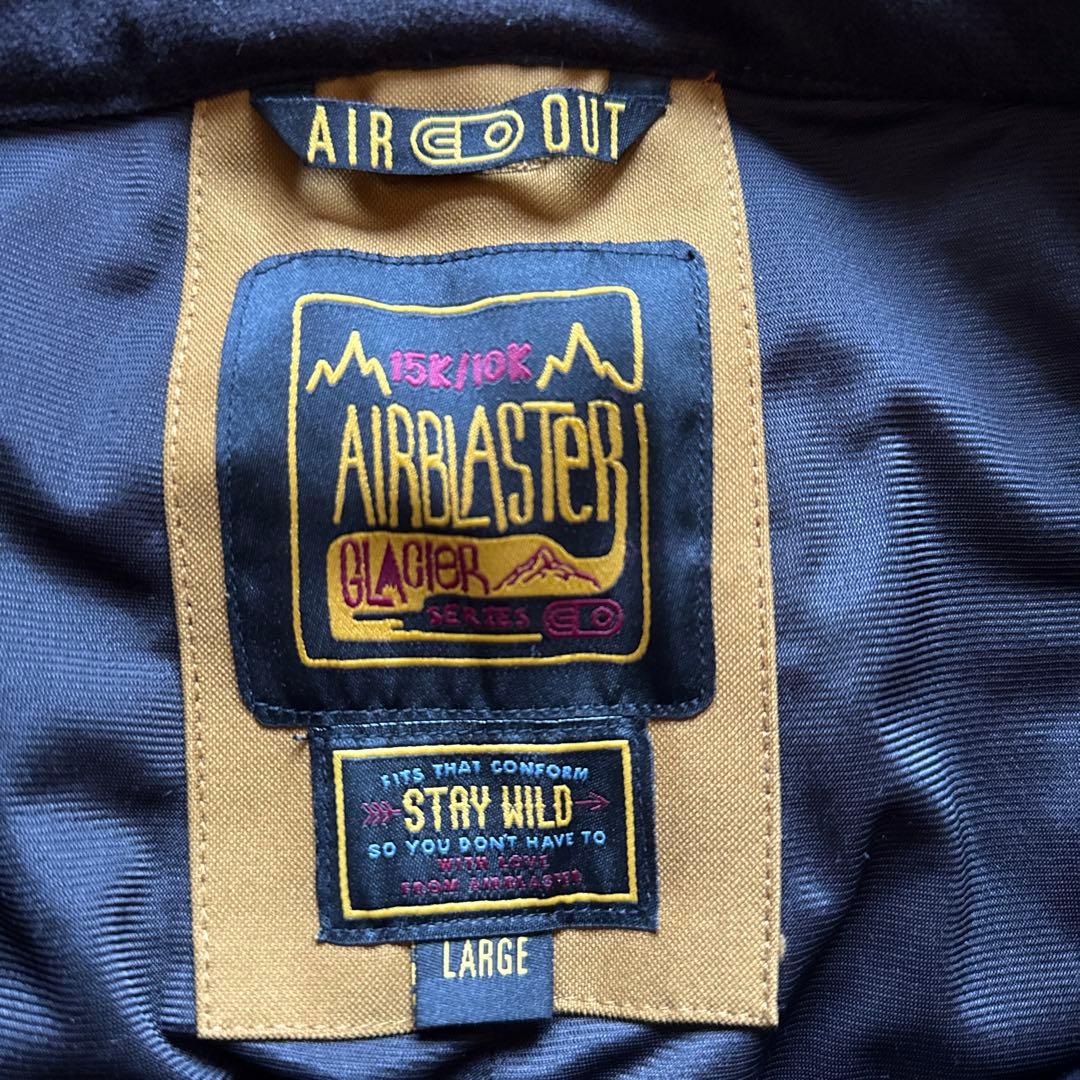 AIR OUT
15K/10K
AIRBLASTER
GLACIER
SERIES
FITS THAT CONFORM
STAY WILD
SO YOU DON'T HAVE TO
WITH LOVE
FROM AIRBLASTER
LARGE